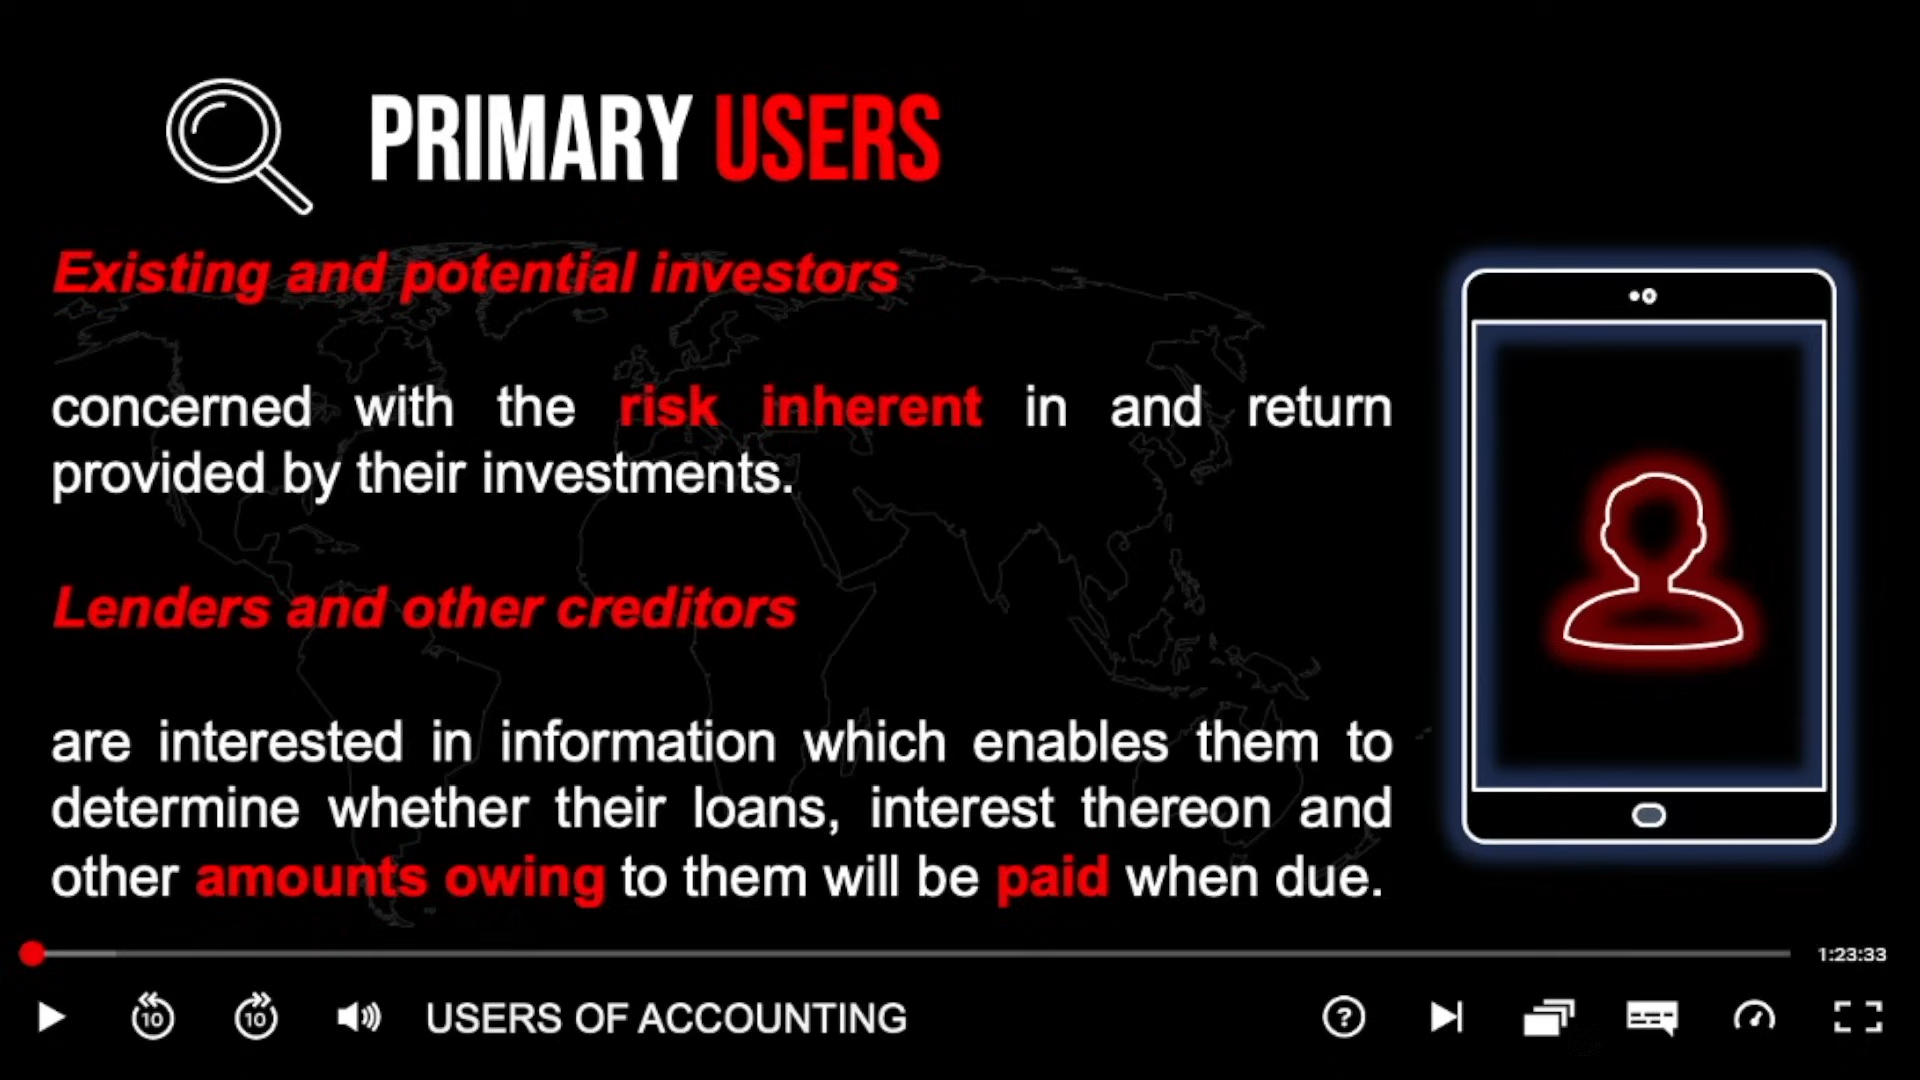 PRIMARY USERS
Existing and potential investors
concerned with the risk inherent in and return
provided by their investments.
Lenders and other creditors
are interested in information which enables them to
determine whether their loans, interest thereon and
other amounts owing to them will be paid when due.
1:23:33
10 10 USERS OF ACCOUNTING ?